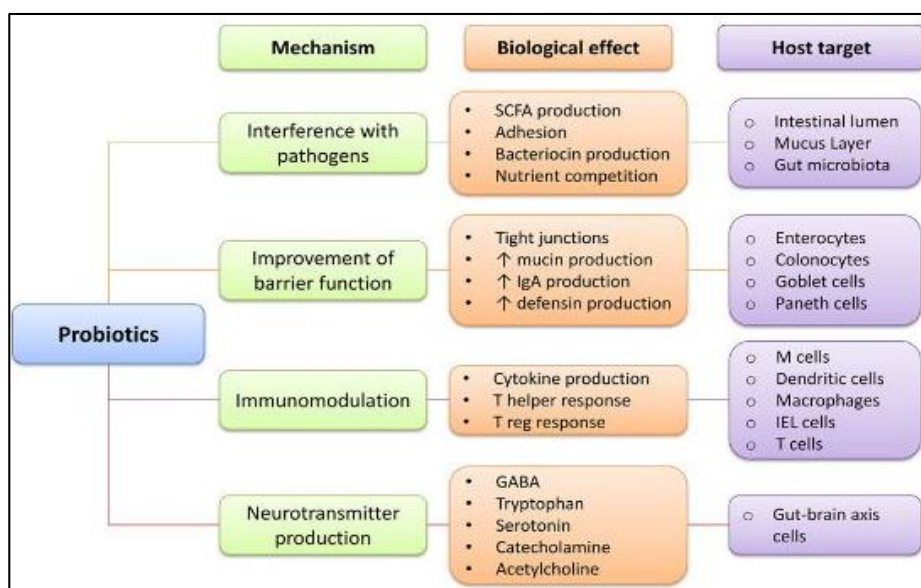 Mechanism
Biological effect
Host target
Probiotics
Interference with
pathogens
• SCFA production
• Adhesion
• Bacteriocin production
• Nutrient competition
o Intestinal lumen
o Mucus Layer
o Gut microbiota
Improvement of
barrier function
• Tight junctions
• ↑ mucin production
• ↑ IgA production
• ↑ defensin production
o Enterocytes
o Colonocytes
o Goblet cells
o Paneth cells
Immunomodulation
• Cytokine production
• T helper response
• T reg response
o M cells
o Dendritic cells
o Macrophages
o IEL cells
o T cells
Neurotransmitter
production
• GABA
• Tryptophan
• Serotonin
• Catecholamine
• Acetylcholine
o Gut-brain axis
cells